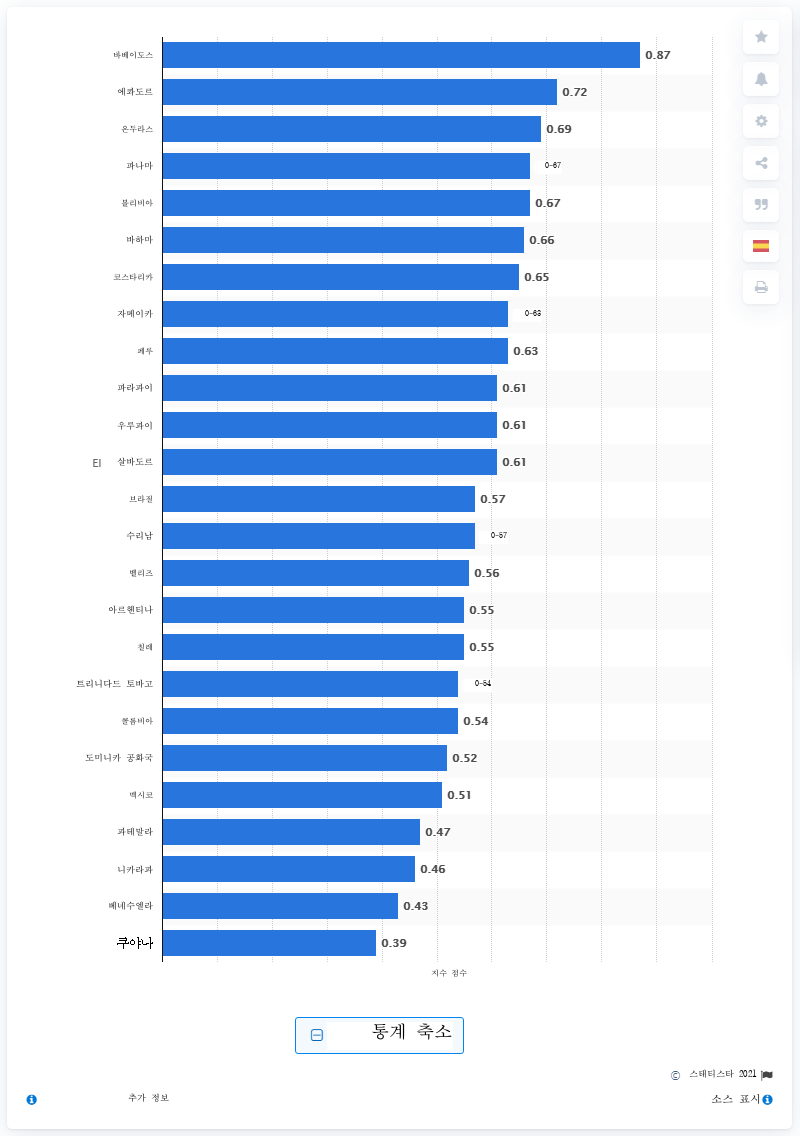 바베이도스 0.87
에콰도르 0.72
온두라스 0.69
파나마 0-67
볼리비아 0.67
바하마 0.66
코스타리카 0.65
자메이카 0-63
페루 0.63
파라과이 0.61
우루과이 0.61
El 살바도르 0.61
브라질 0.57
수리남 0-57
벨리즈 0.56
아르헨티나 0.55
칠레 0.55
트리니다드 토바고 0-54
콜롬비아 0.54
도미니카 공화국 0.52
멕시코 0.51
과테말라 0.47
니카라과 0.46
베네수엘라 0.43
쿠야나 0.39
지수 점수
통계 축소
© 스태티스타 2021
추가 정보
소스 표시